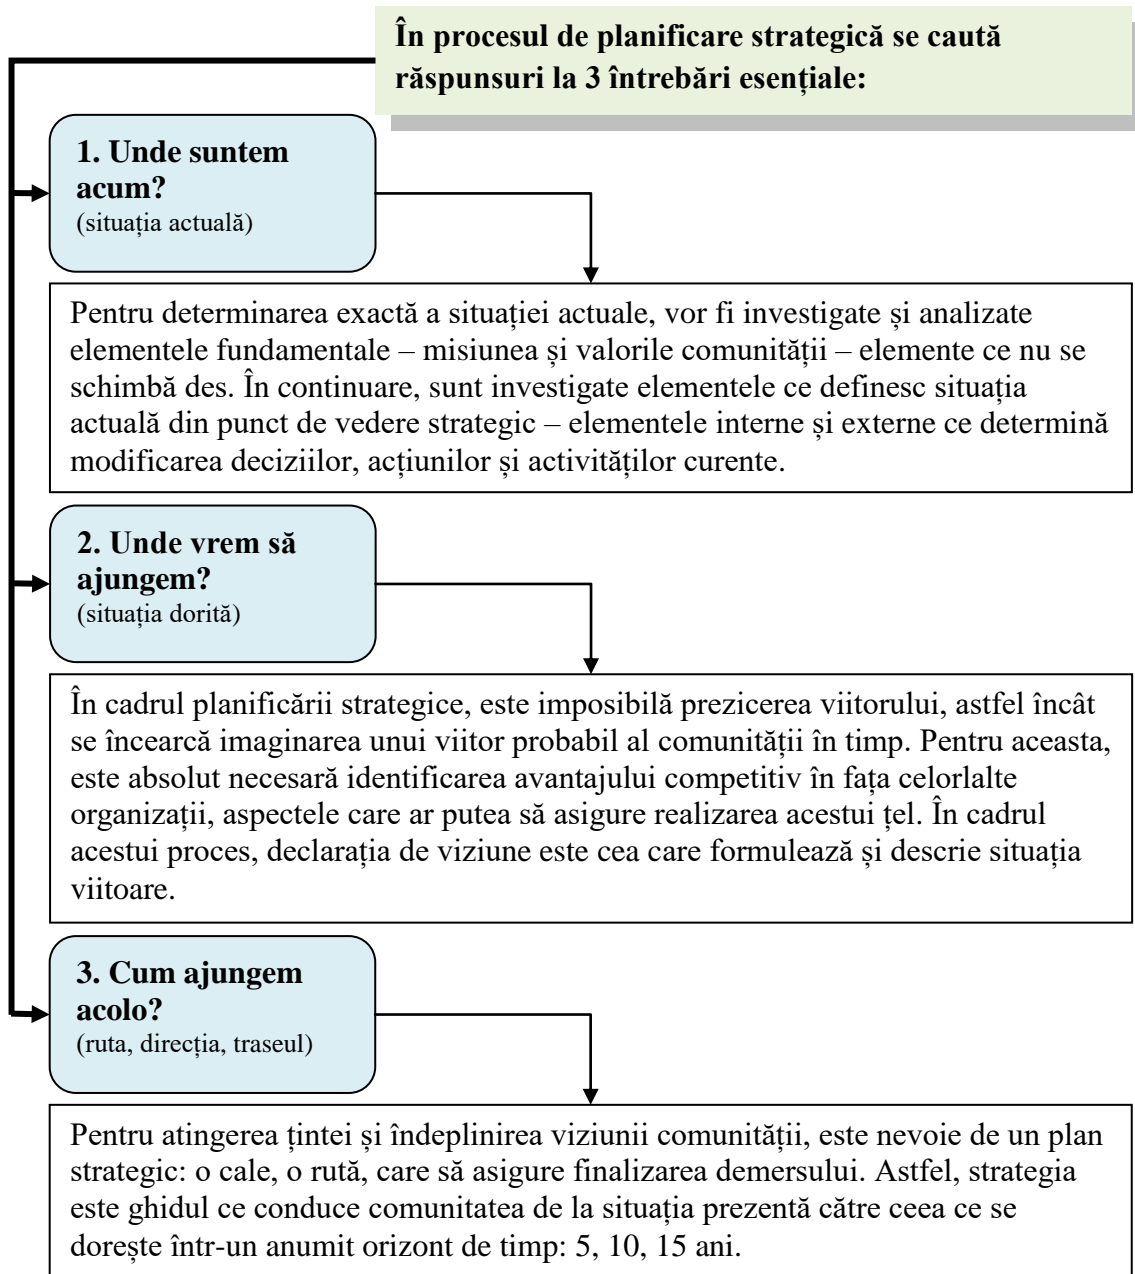 În procesul de planificare strategică se caută
răspunsuri la 3 întrebări esențiale:
1. Unde suntem
acum?
(situația actuală)
Pentru determinarea exactă a situației actuale, vor fi investigate și analizate
elementele fundamentale – misiunea și valorile comunității – elemente ce nu se
schimbă des. În continuare, sunt investigate elementele ce definesc situația
actuală din punct de vedere strategic – elementele interne și externe ce determină
modificarea deciziilor, acțiunilor și activităților curente.
2. Unde vrem să
ajungem?
(situația dorită)
În cadrul planificării strategice, este imposibilă prezicerea viitorului, astfel încât
se încearcă imaginarea unui viitor probabil al comunității în timp. Pentru aceasta,
este absolut necesară identificarea avantajului competitiv în fața celorlalte
organizații, aspectele care ar putea să asigure realizarea acestui țel. În cadrul
acestui proces, declarația de viziune este cea care formulează și descrie situația
viitoare.
3. Cum ajungem
acolo?
(ruta, direcția, traseul)
Pentru atingerea țintei și îndeplinirea viziunii comunității, este nevoie de un plan
strategic: o cale, o rută, care să asigure finalizarea demersului. Astfel, strategia
este ghidul ce conduce comunitatea de la situația prezentă către ceea ce se
dorește într-un anumit orizont de timp: 5, 10, 15 ani.